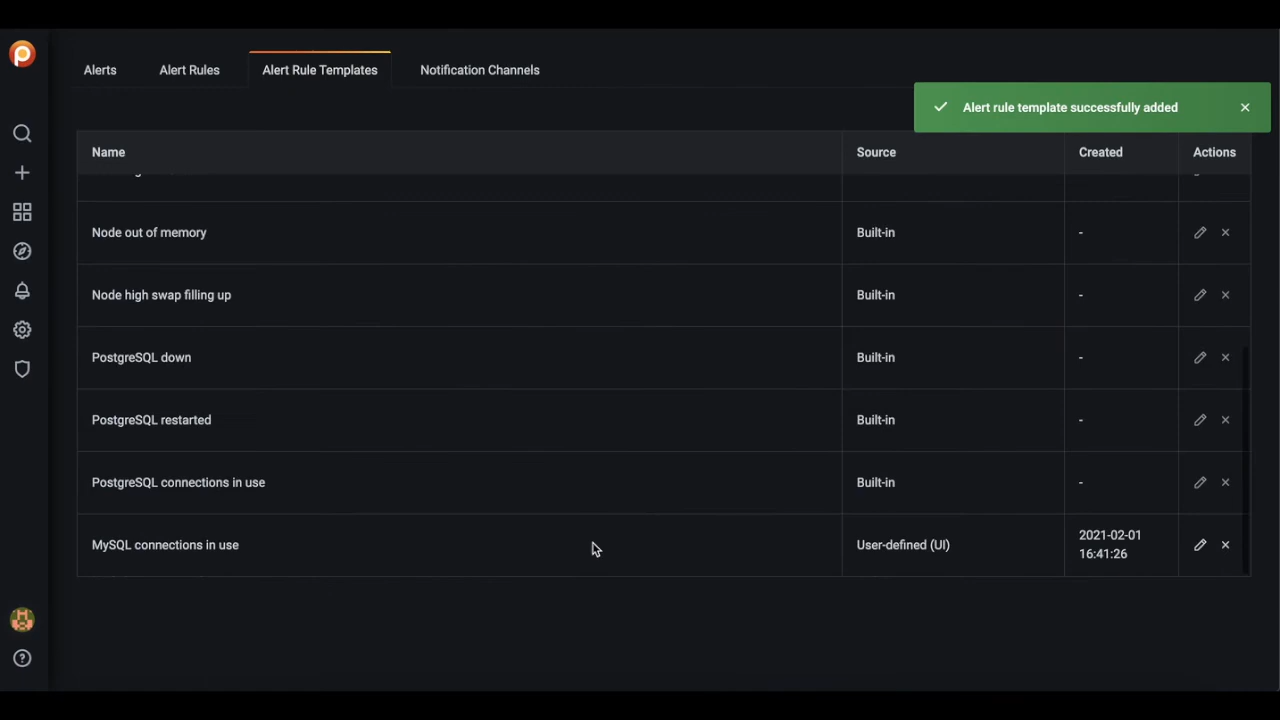 Alerts
Alert Rules
Alert Rule Templates
Notification Channels
Alert rule template successfully added
Name
Source
Created
Actions
Node out of memory
Built-in
-
Node high swap filling up
Built-in
-
PostgreSQL down
Built-in
-
PostgreSQL restarted
Built-in
-
PostgreSQL connections in use
Built-in
-
MySQL connections in use
User-defined (UI)
2021-02-01
16:41:26